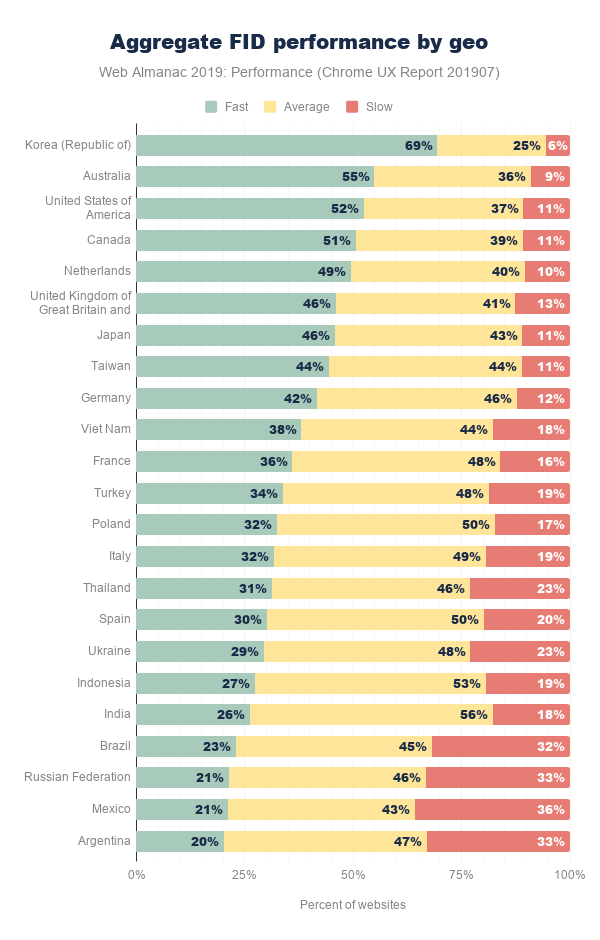 Aggregate FID performance by geo
Web Almanac 2019: Performance (Chrome UX Report 201907)
Fast Average Slow
Korea (Republic of) 69% 25% 6%
Australia 55% 36% 9%
United States of
America 52% 37% 11%
Canada 51% 39% 11%
Netherlands 49% 40% 10%
United Kingdom of
Great Britain and 46% 41% 13%
Japan 46% 43% 11%
Taiwan 44% 44% 11%
Germany 42% 46% 12%
Viet Nam 38% 44% 18%
France 36% 48% 16%
Turkey 34% 48% 19%
Poland 32% 50% 17%
Italy 32% 49% 19%
Thailand 31% 46% 23%
Spain 30% 50% 20%
Ukraine 29% 48% 23%
Indonesia 27% 53% 19%
India 26% 56% 18%
Brazil 23% 45% 32%
Russian Federation 21% 46% 33%
Mexico 21% 43% 36%
Argentina 20% 47% 33%
0% 25% 50% 75% 100%
Percent of websites